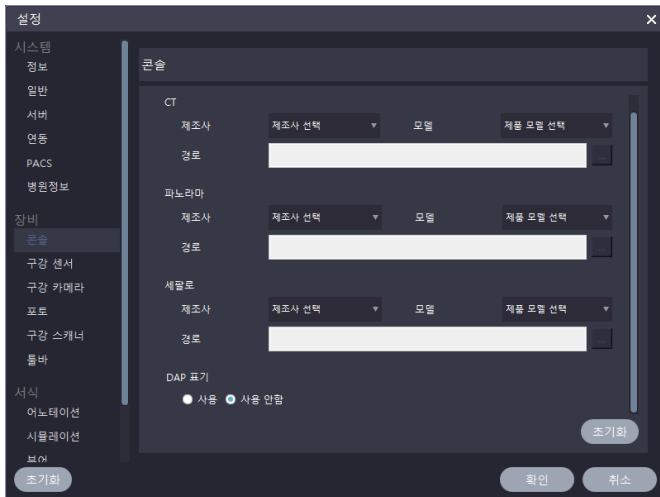 설정
시스템
정보
일반
서버
연동
PACS
병원정보
장비
콘솔
구강 센서
구강 카메라
포토
구강 스캐너
툴바
서식
어노테이션
시뮬레이션
뷰어
초기화
콘솔
CT
제조사 제조사 선택 모델 제품 모델 선택
경로 ...
파노라마
제조사 제조사 선택 모델 제품 모델 선택
경로 ...
세팔로
제조사 제조사 선택 모델 제품 모델 선택
경로 ...
DAP 표기
사용 사용 안함
초기화
확인 취소